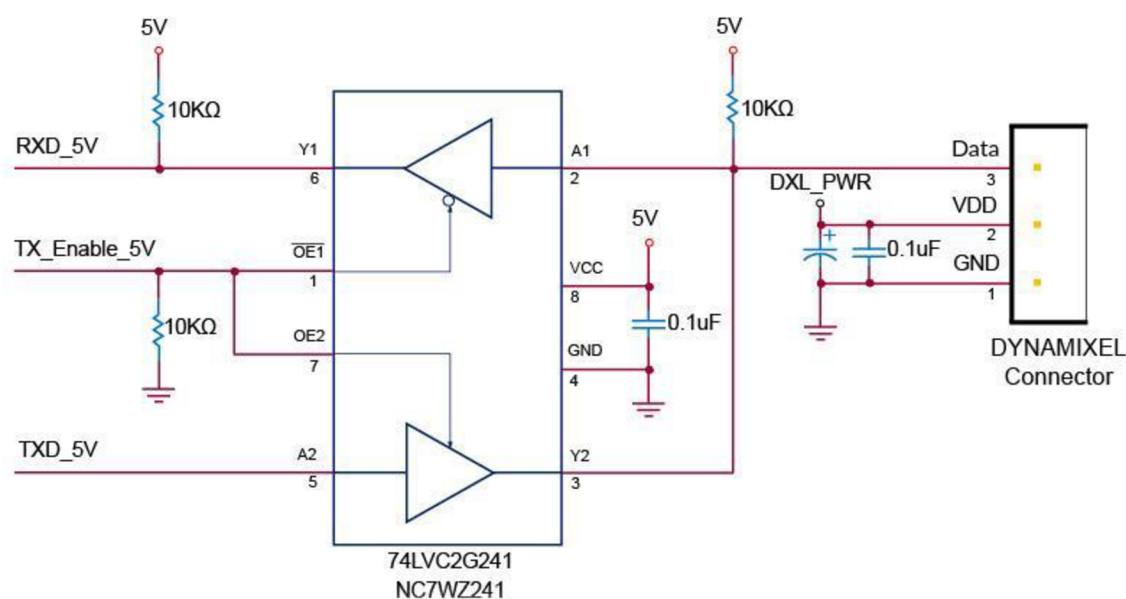 5V
5V
10KΩ
10KΩ
RXD_5V
Y1
6
A1
2
Data
3
DXL_PWR
VDD
2
5V
+
0.1uF
TX_Enable_5V
OE1
1
VCC
8
GND
1
10KΩ
0.1uF
OE2
7
GND
4
DYNAMIXEL
Connector
TXD_5V
A2
5
Y2
3
74LVC2G241
NC7WZ241